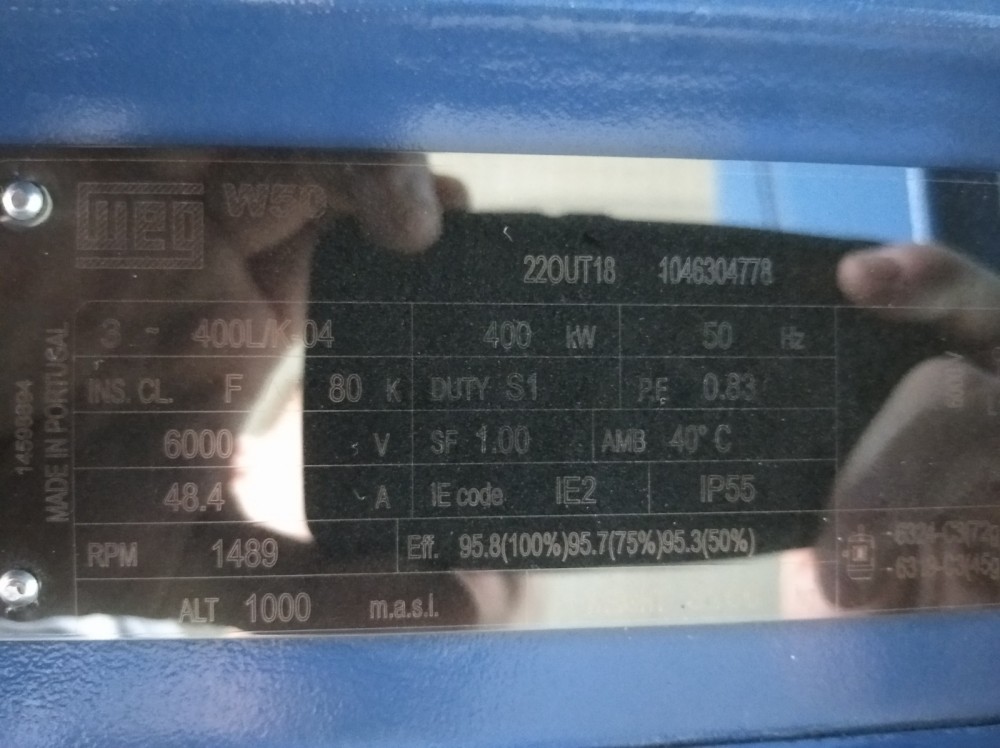 WEG W50
22OUT18 1046304778
3 ~ 400L/K-04 400 kW 50 Hz
INS. CL. F 80 K DUTY S1 P.F. 0.83
6000 V SF 1.00 AMB 40° C
48.4 A IE code IE2 IP55
RPM 1489 Eff. 95.8(100%)95.7(75%)95.3(50%)
ALT 1000 m.a.s.l.
MADE IN PORTUGAL
14598894